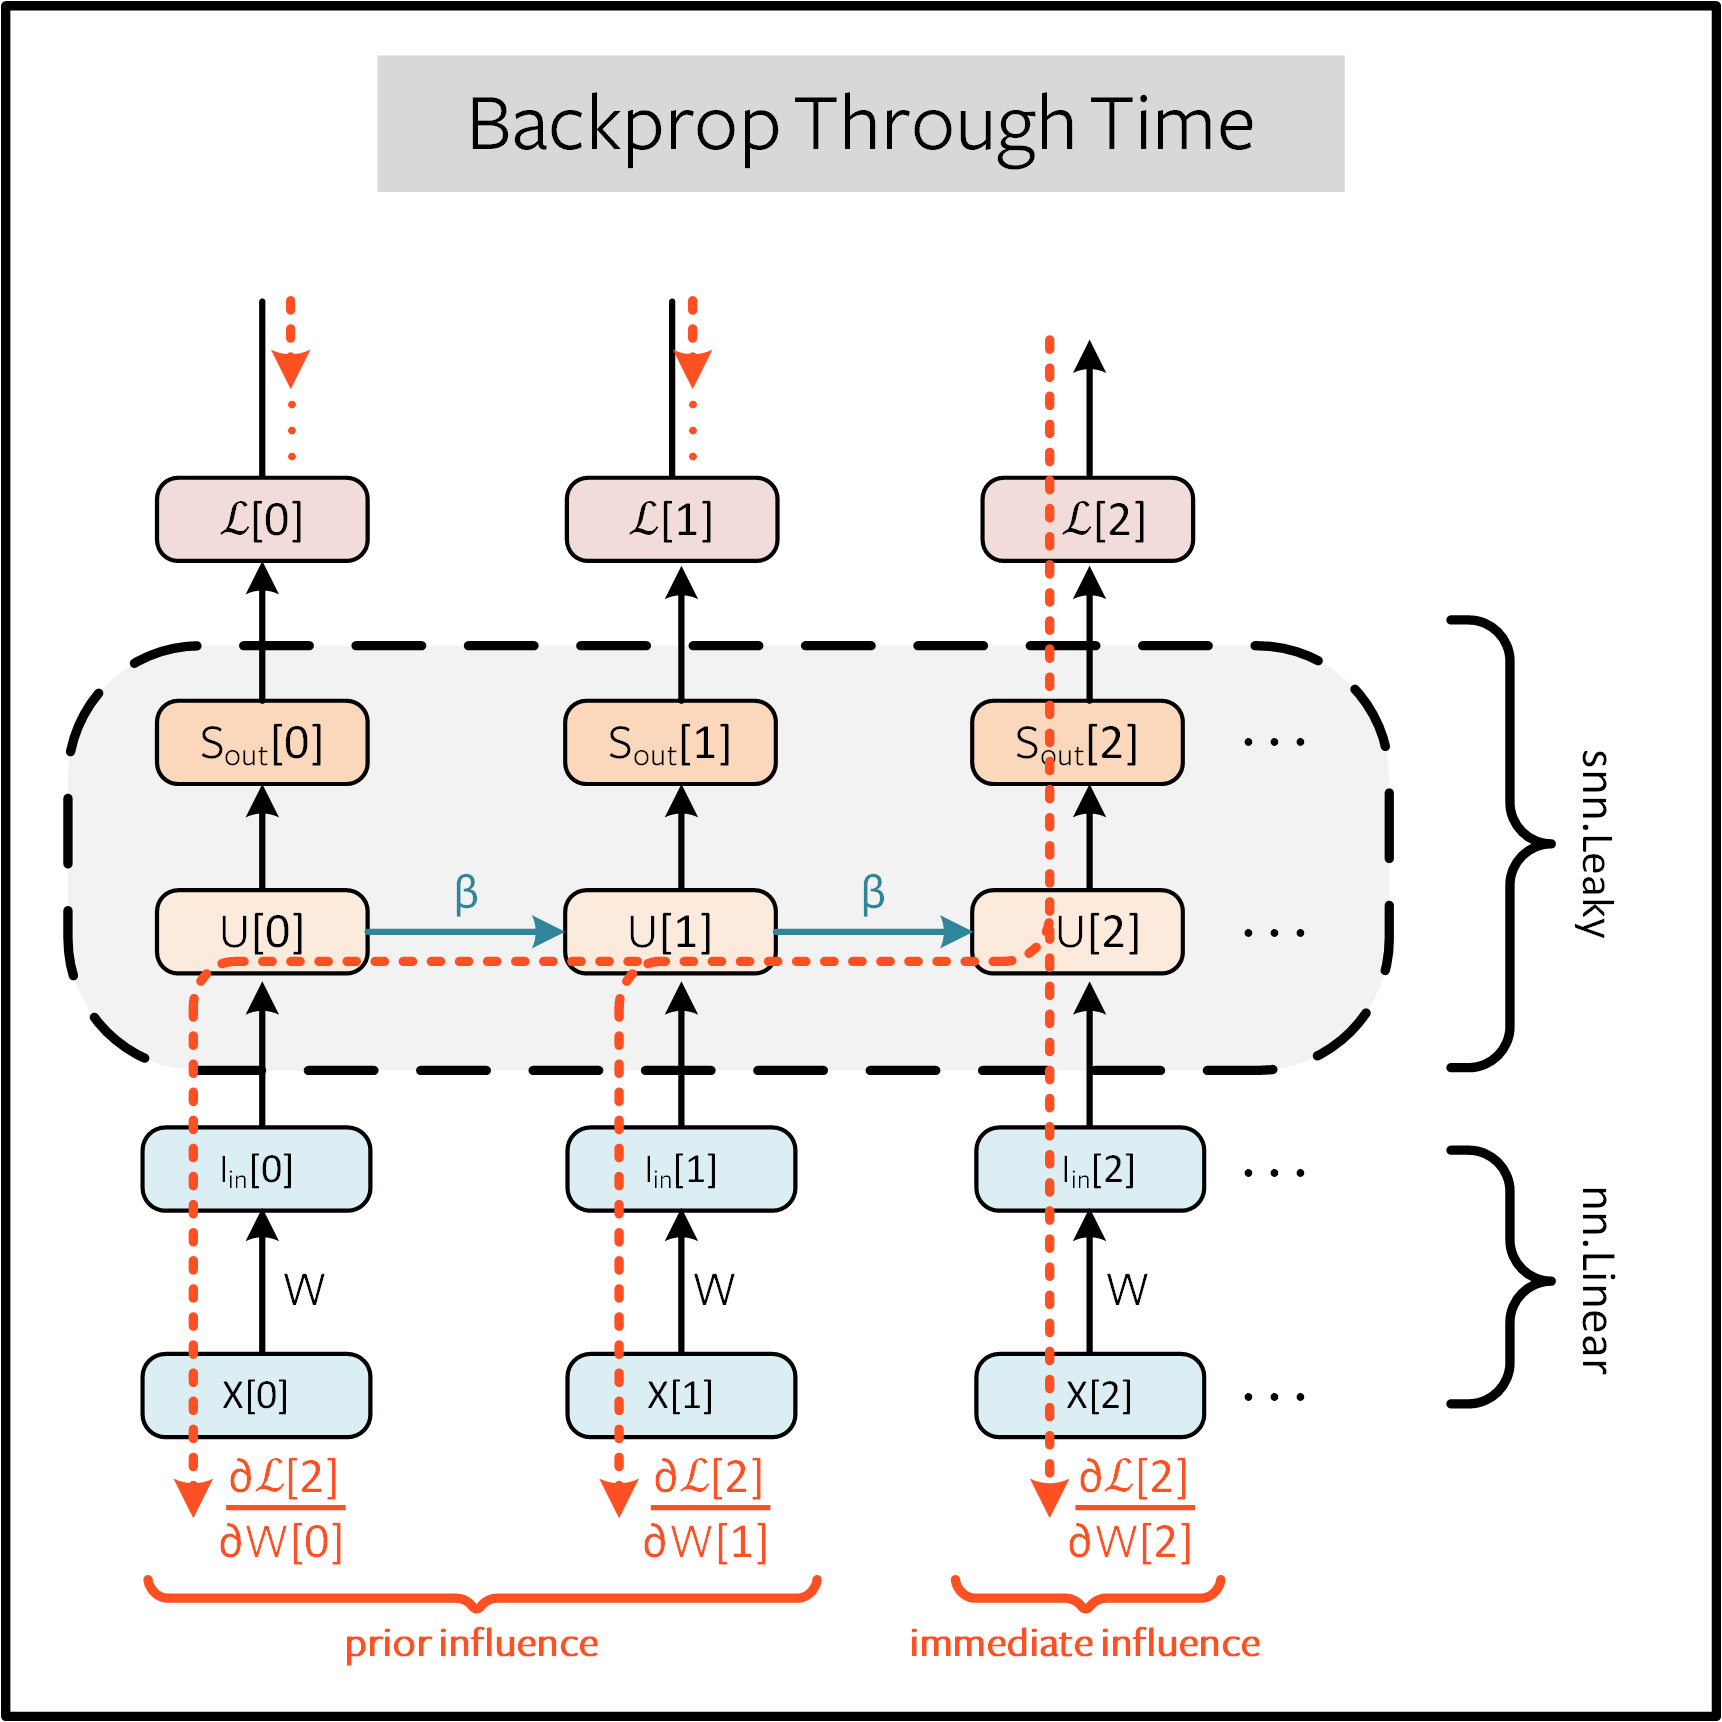 Backprop Through Time
ℒ[0] ℒ[1] ℒ[2]
Sout[0] Sout[1] Sout[2] ...
β β
U[0] U[1] U[2] ...
snn.Leaky
Iin[0] Iin[1] Iin[2] ...
W W W
nn.Linear
X[0] X[1] X[2] ...
∂ℒ[2] ∂ℒ[2] ∂ℒ[2]
∂W[0] ∂W[1] ∂W[2]
prior influence immediate influence